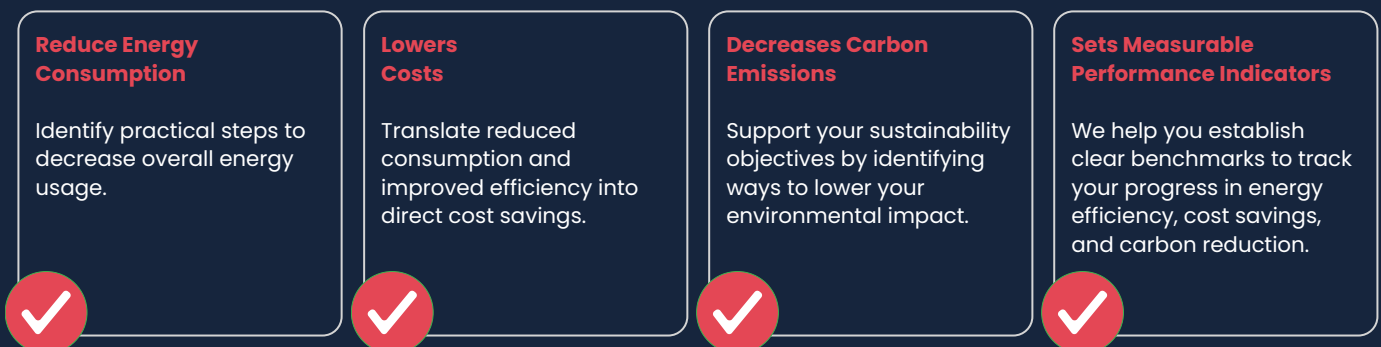 Reduce Energy
Consumption
Identify practical steps to
decrease overall energy
usage.
Lowers
Costs
Translate reduced
consumption and
improved efficiency into
direct cost savings.
Decreases Carbon
Emissions
Support your sustainability
objectives by identifying
ways to lower your
environmental impact.
Sets Measurable
Performance Indicators
We help you establish
clear benchmarks to track
your progress in energy
efficiency, cost savings,
and carbon reduction.